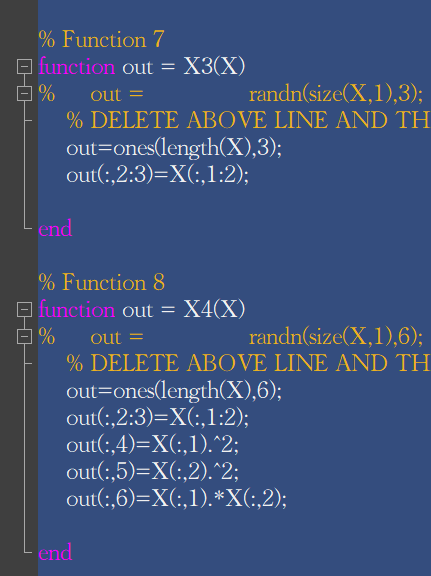 % Function 7
function out = X3(X)
% out = randn(size(X,1),3);
% DELETE ABOVE LINE AND TH
out=ones(length(X),3);
out(:,2:3)=X(:,1:2);
end
% Function 8
function out = X4(X)
% out = randn(size(X,1),6);
% DELETE ABOVE LINE AND TH
out=ones(length(X),6);
out(:,2:3)=X(:,1:2);
out(:,4)=X(:,1).^2;
out(:,5)=X(:,2).^2;
out(:,6)=X(:,1).*X(:,2);
end